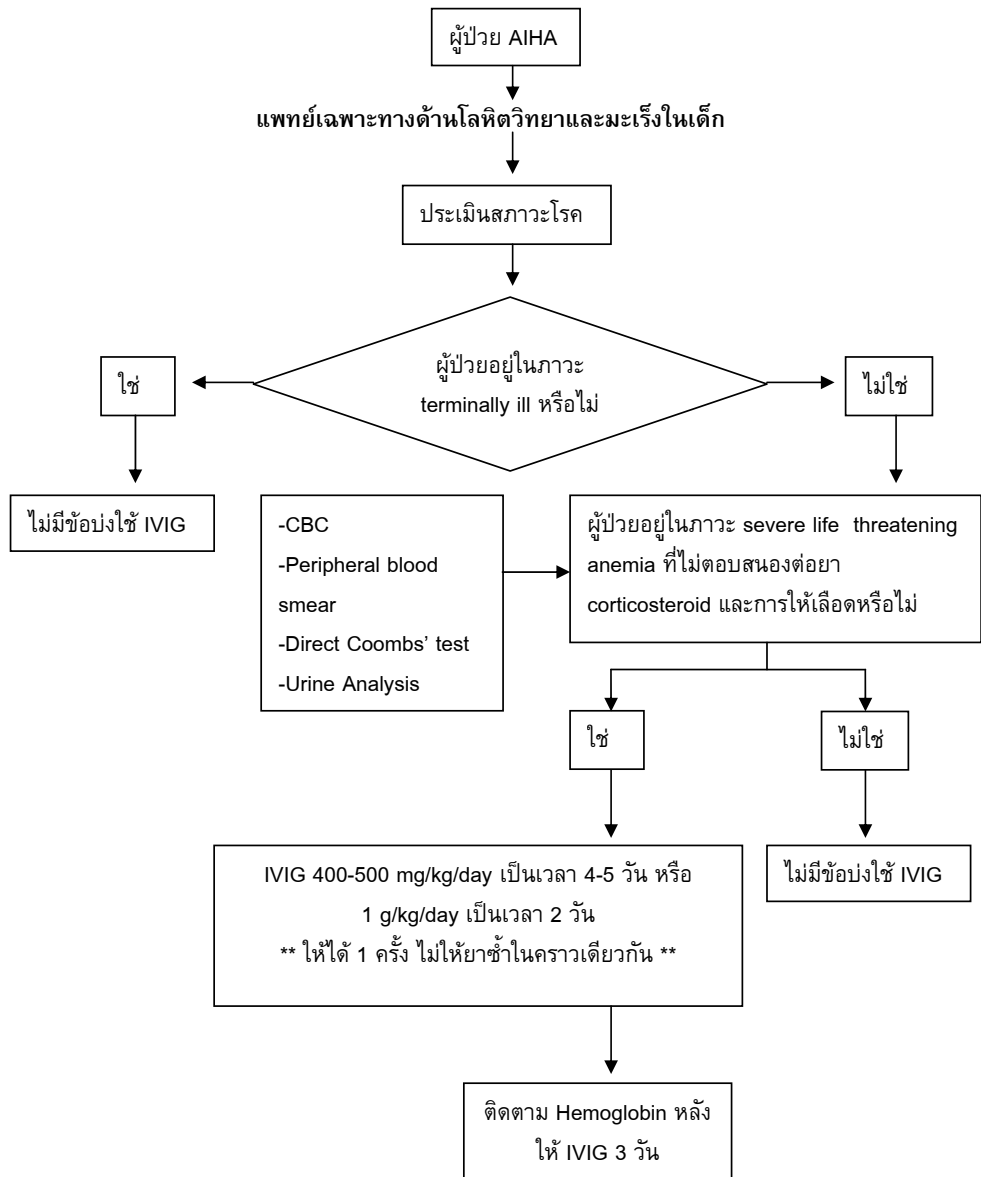 ผู้ป่วย AIHA
แพทย์เฉพาะทางด้านโลหิตวิทยาและมะเร็งในเด็ก
ประเมินสภาวะโรค
ผู้ป่วยอยู่ในภาวะ
terminally ill หรือไม่
ใช่
ไม่ใช่
ไม่มีข้อบ่งใช้ IVIG
-CBC
-Peripheral blood
smear
-Direct Coombs’ test
-Urine Analysis
ผู้ป่วยอยู่ในภาวะ severe life threatening
anemia ที่ไม่ตอบสนองต่อยา
corticosteroid และการให้เลือดหรือไม่
ใช่
ไม่ใช่
IVIG 400-500 mg/kg/day เป็นเวลา 4-5 วัน หรือ
1 g/kg/day เป็นเวลา 2 วัน
** ให้ได้ 1 ครั้ง ไม่ให้ยาซ้ำในคราวเดียวกัน **
ไม่มีข้อบ่งใช้ IVIG
ติดตาม Hemoglobin หลัง
ให้ IVIG 3 วัน